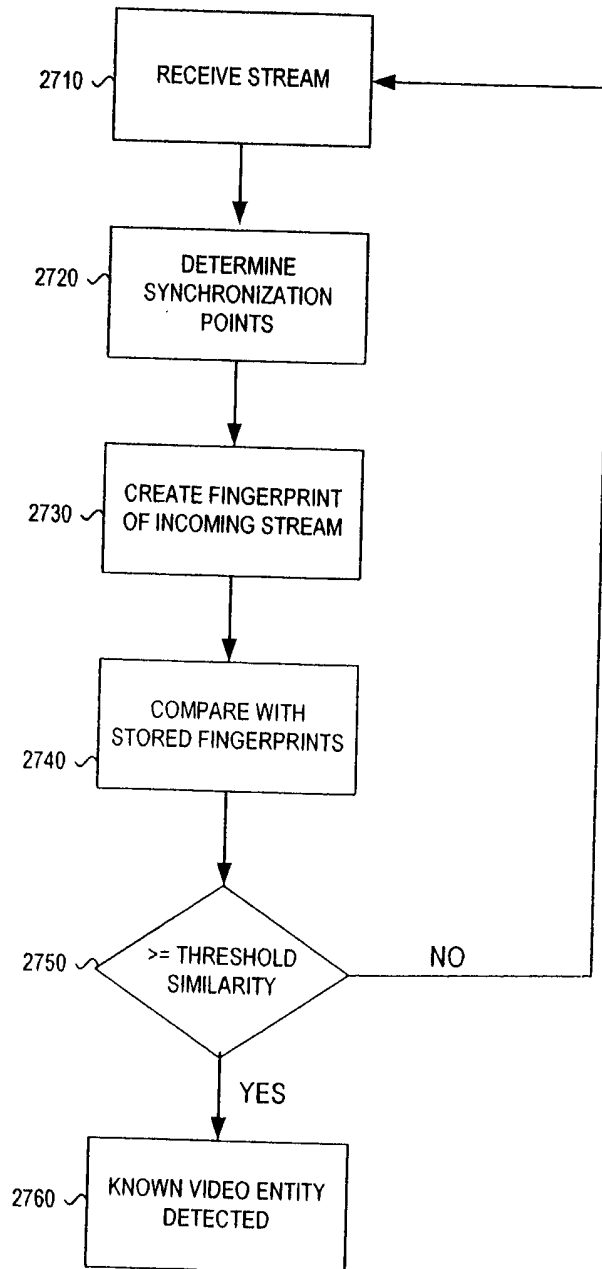 2710
RECEIVE STREAM
2720
DETERMINE
SYNCHRONIZATION
POINTS
2730
CREATE FINGERPRINT
OF INCOMING STREAM
2740
COMPARE WITH
STORED FINGERPRINTS
2750
>= THRESHOLD
SIMILARITY
NO
YES
2760
KNOWN VIDEO ENTITY
DETECTED